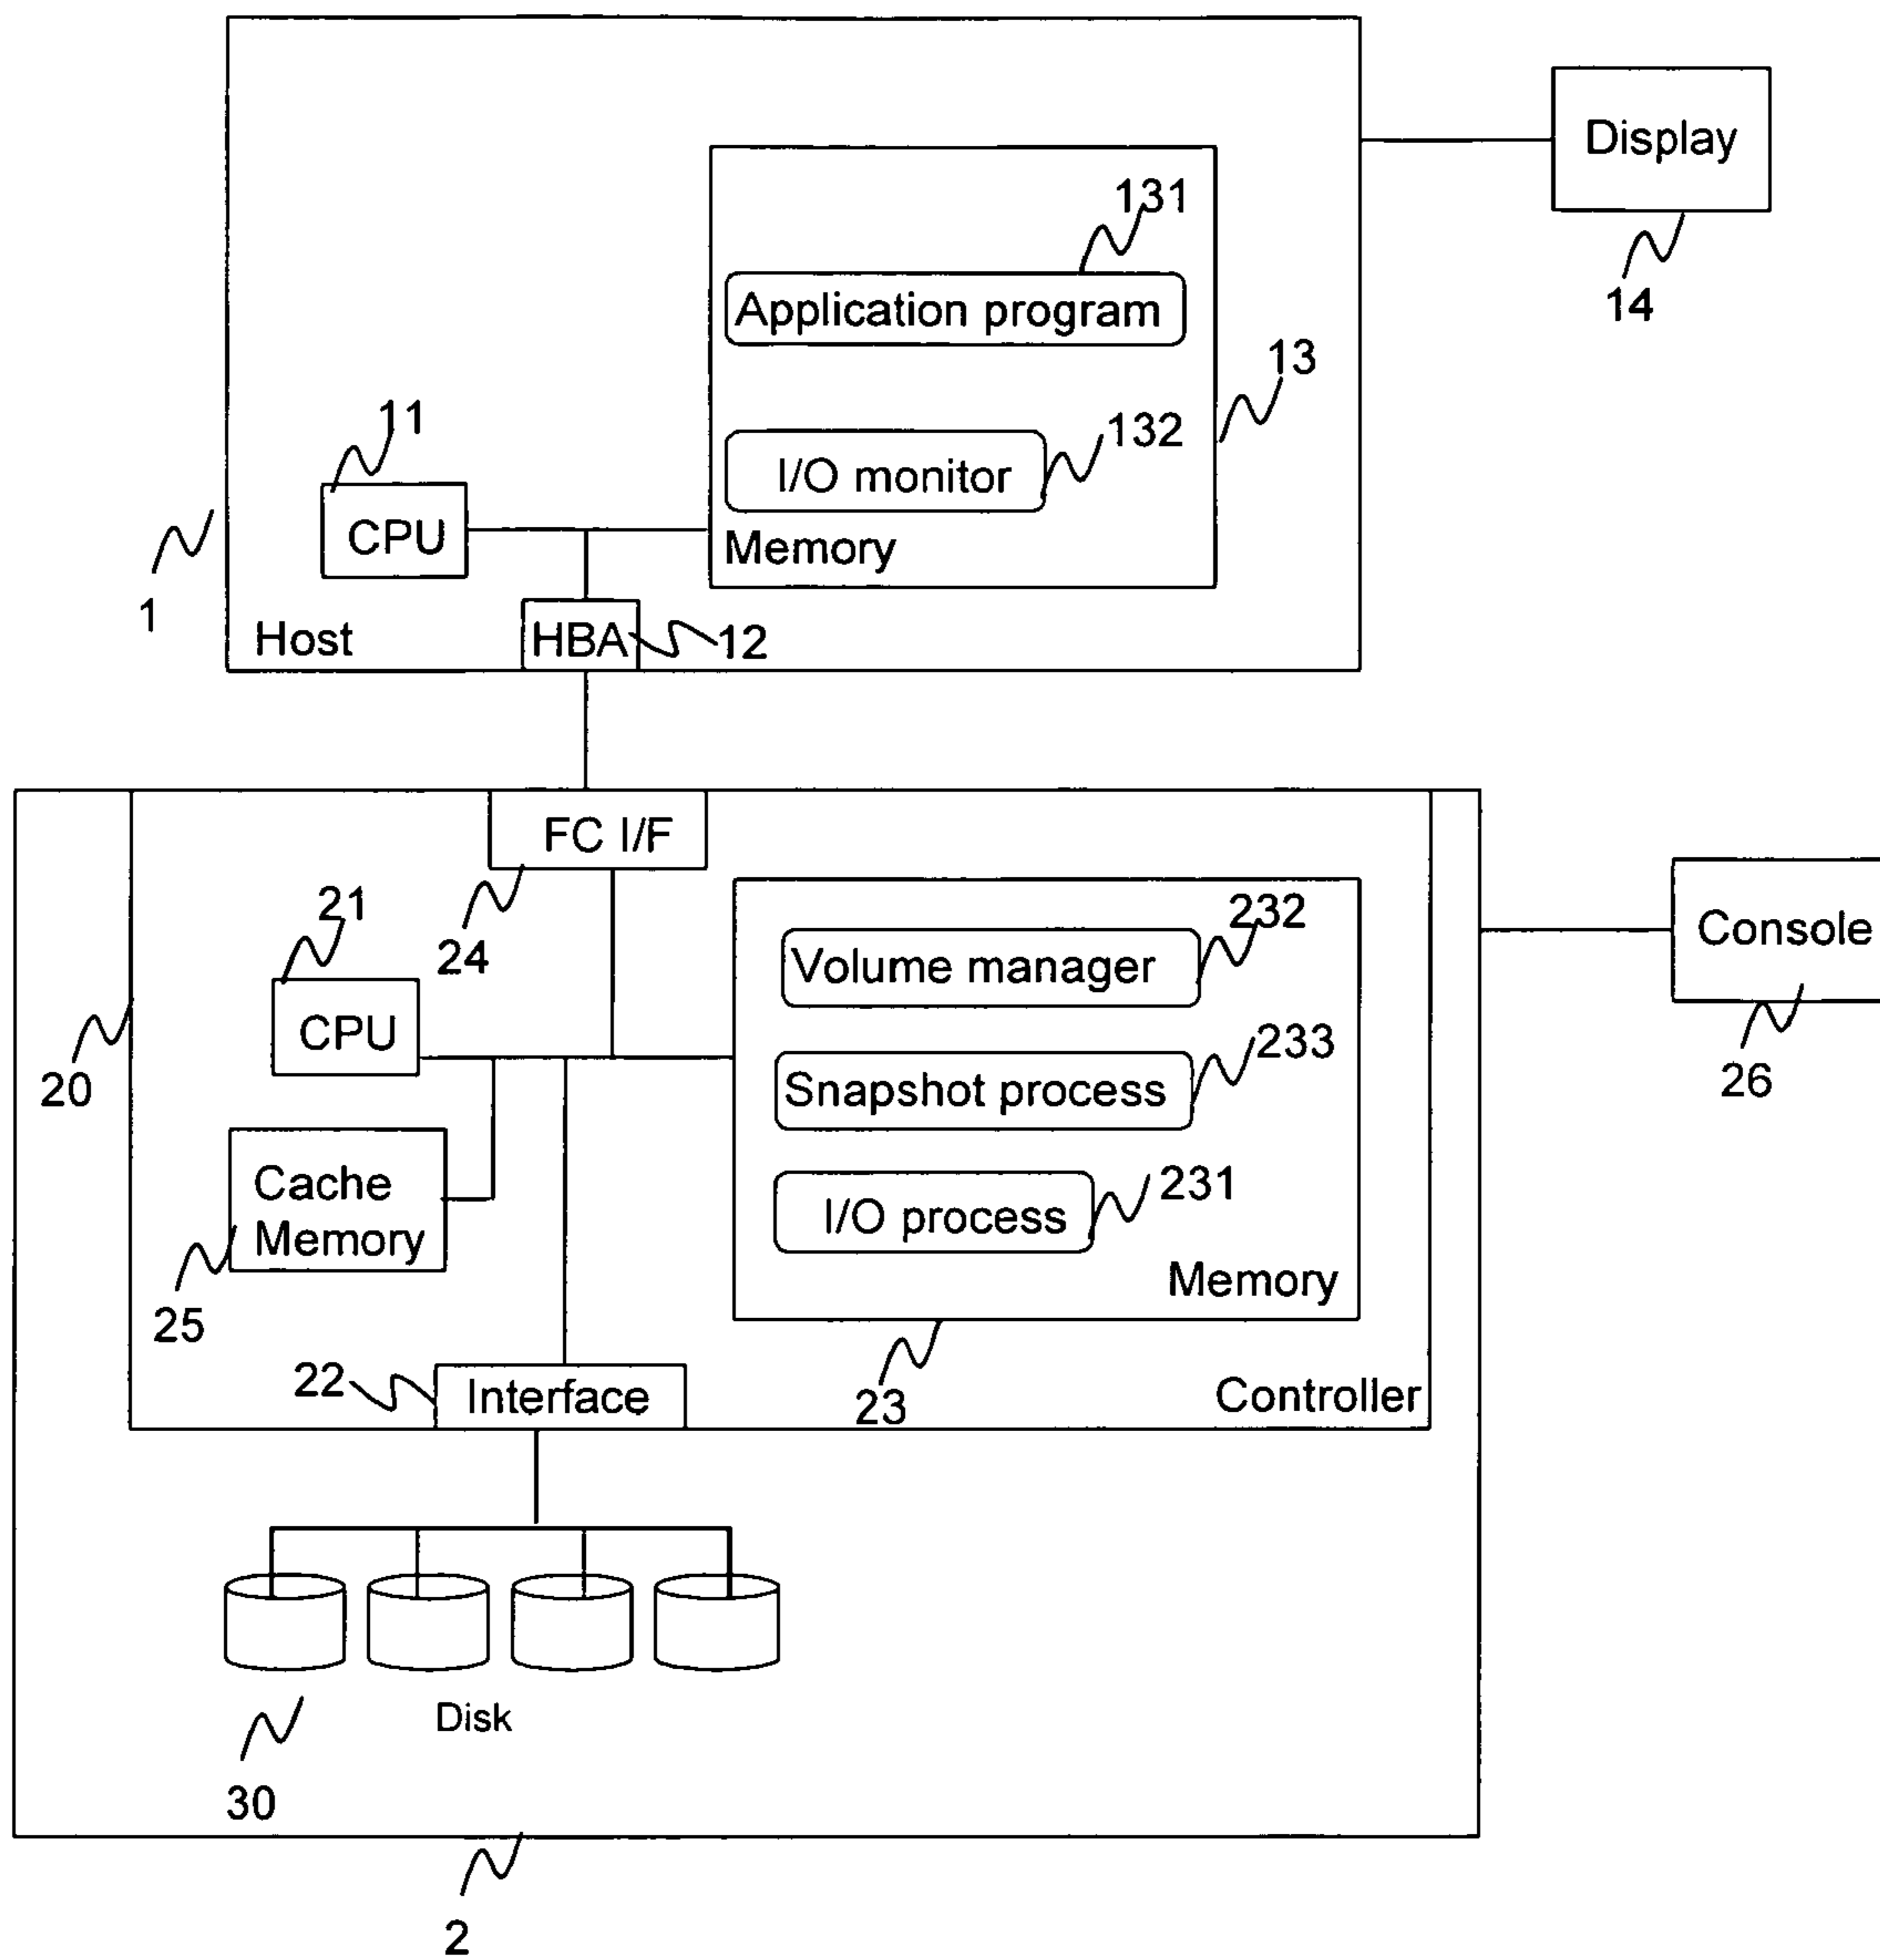 Display
14
131
Application program
13
132
I/O monitor
Memory
11
CPU
1
Host
HBA
12
FC I/F
24
21
CPU
20
Cache
Memory
25
232
Volume manager
233
Snapshot process
231
I/O process
Memory
23
22
Interface
Controller
Console
26
Disk
30
2